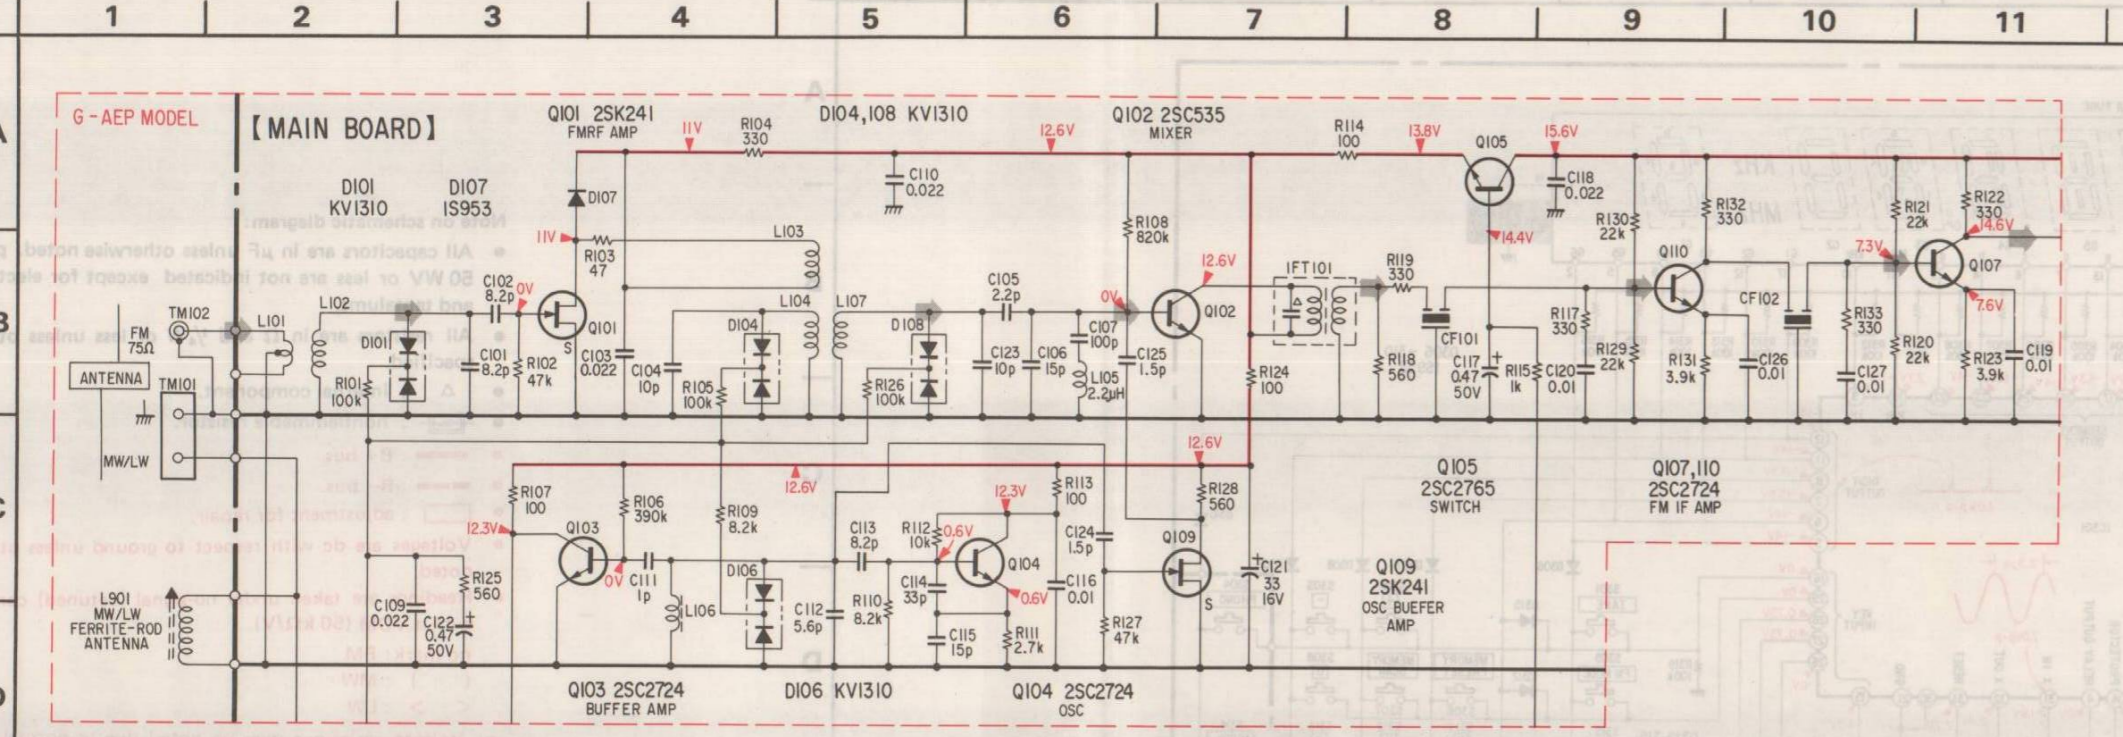 1 2 3 4 5 6 7 8 9 10 11
A
B
C
D
G-AEP MODEL
【MAIN BOARD】
Q101 2SK241
FMRF AMP
D104,108 KV1310
Q102 2SC535
MIXER
D101
KV1310
D107
1S953
11V
R104
330
12.6V
R114
100
13.8V
Q105
15.6V
D107
C110
0.022
C118
0.022
R108
820k
R130
22k
R132
330
R121
22k
R122
330
14.6V
11V
R103
47
L103
14.4V
Q110
7.3V
Q107
7.6V
12.6V
IFT101
R119
330
CF102
TM102
FM
75Ω
ANTENNA
TM101
MW/LW
L101
L102
C102
8.2p
0V
Q101
S
D101
R101
100k
C101
8.2p
R102
47k
C103
0.022
C104
10p
R105
100k
D104
L104
L107
D108
R126
100k
C105
2.2p
C123
10p
C106
15p
C107
100p
L105
2.2μH
C125
1.5p
0V
Q102
R124
100
R118
560
CF101
C117
0.47
50V
R115
1k
C120
0.01
R117
330
R129
22k
R131
3.9k
C126
0.01
R133
330
C127
0.01
R120
22k
R123
3.9k
C119
0.01
12.6V
12.6V
R107
100
12.3V
Q103
R106
390k
R109
8.2k
C113
8.2p
R112
10k
0.6V
12.3V
R113
100
C124
1.5p
R128
560
Q109
S
Q105
2SC2765
SWITCH
Q107,110
2SC2724
FM IF AMP
0V
C111
1p
L106
D106
C112
5.6p
R110
8.2k
C114
33p
C115
15p
Q104
0.6V
R111
2.7k
C116
0.01
R127
47k
C121
33
16V
Q109
2SK241
OSC BUEFER
AMP
L901
MW/LW
FERRITE-ROD
ANTENNA
C109
0.022
R125
560
C122
0.47
50V
Q103 2SC2724
BUFFER AMP
D106 KV1310
Q104 2SC2724
OSC